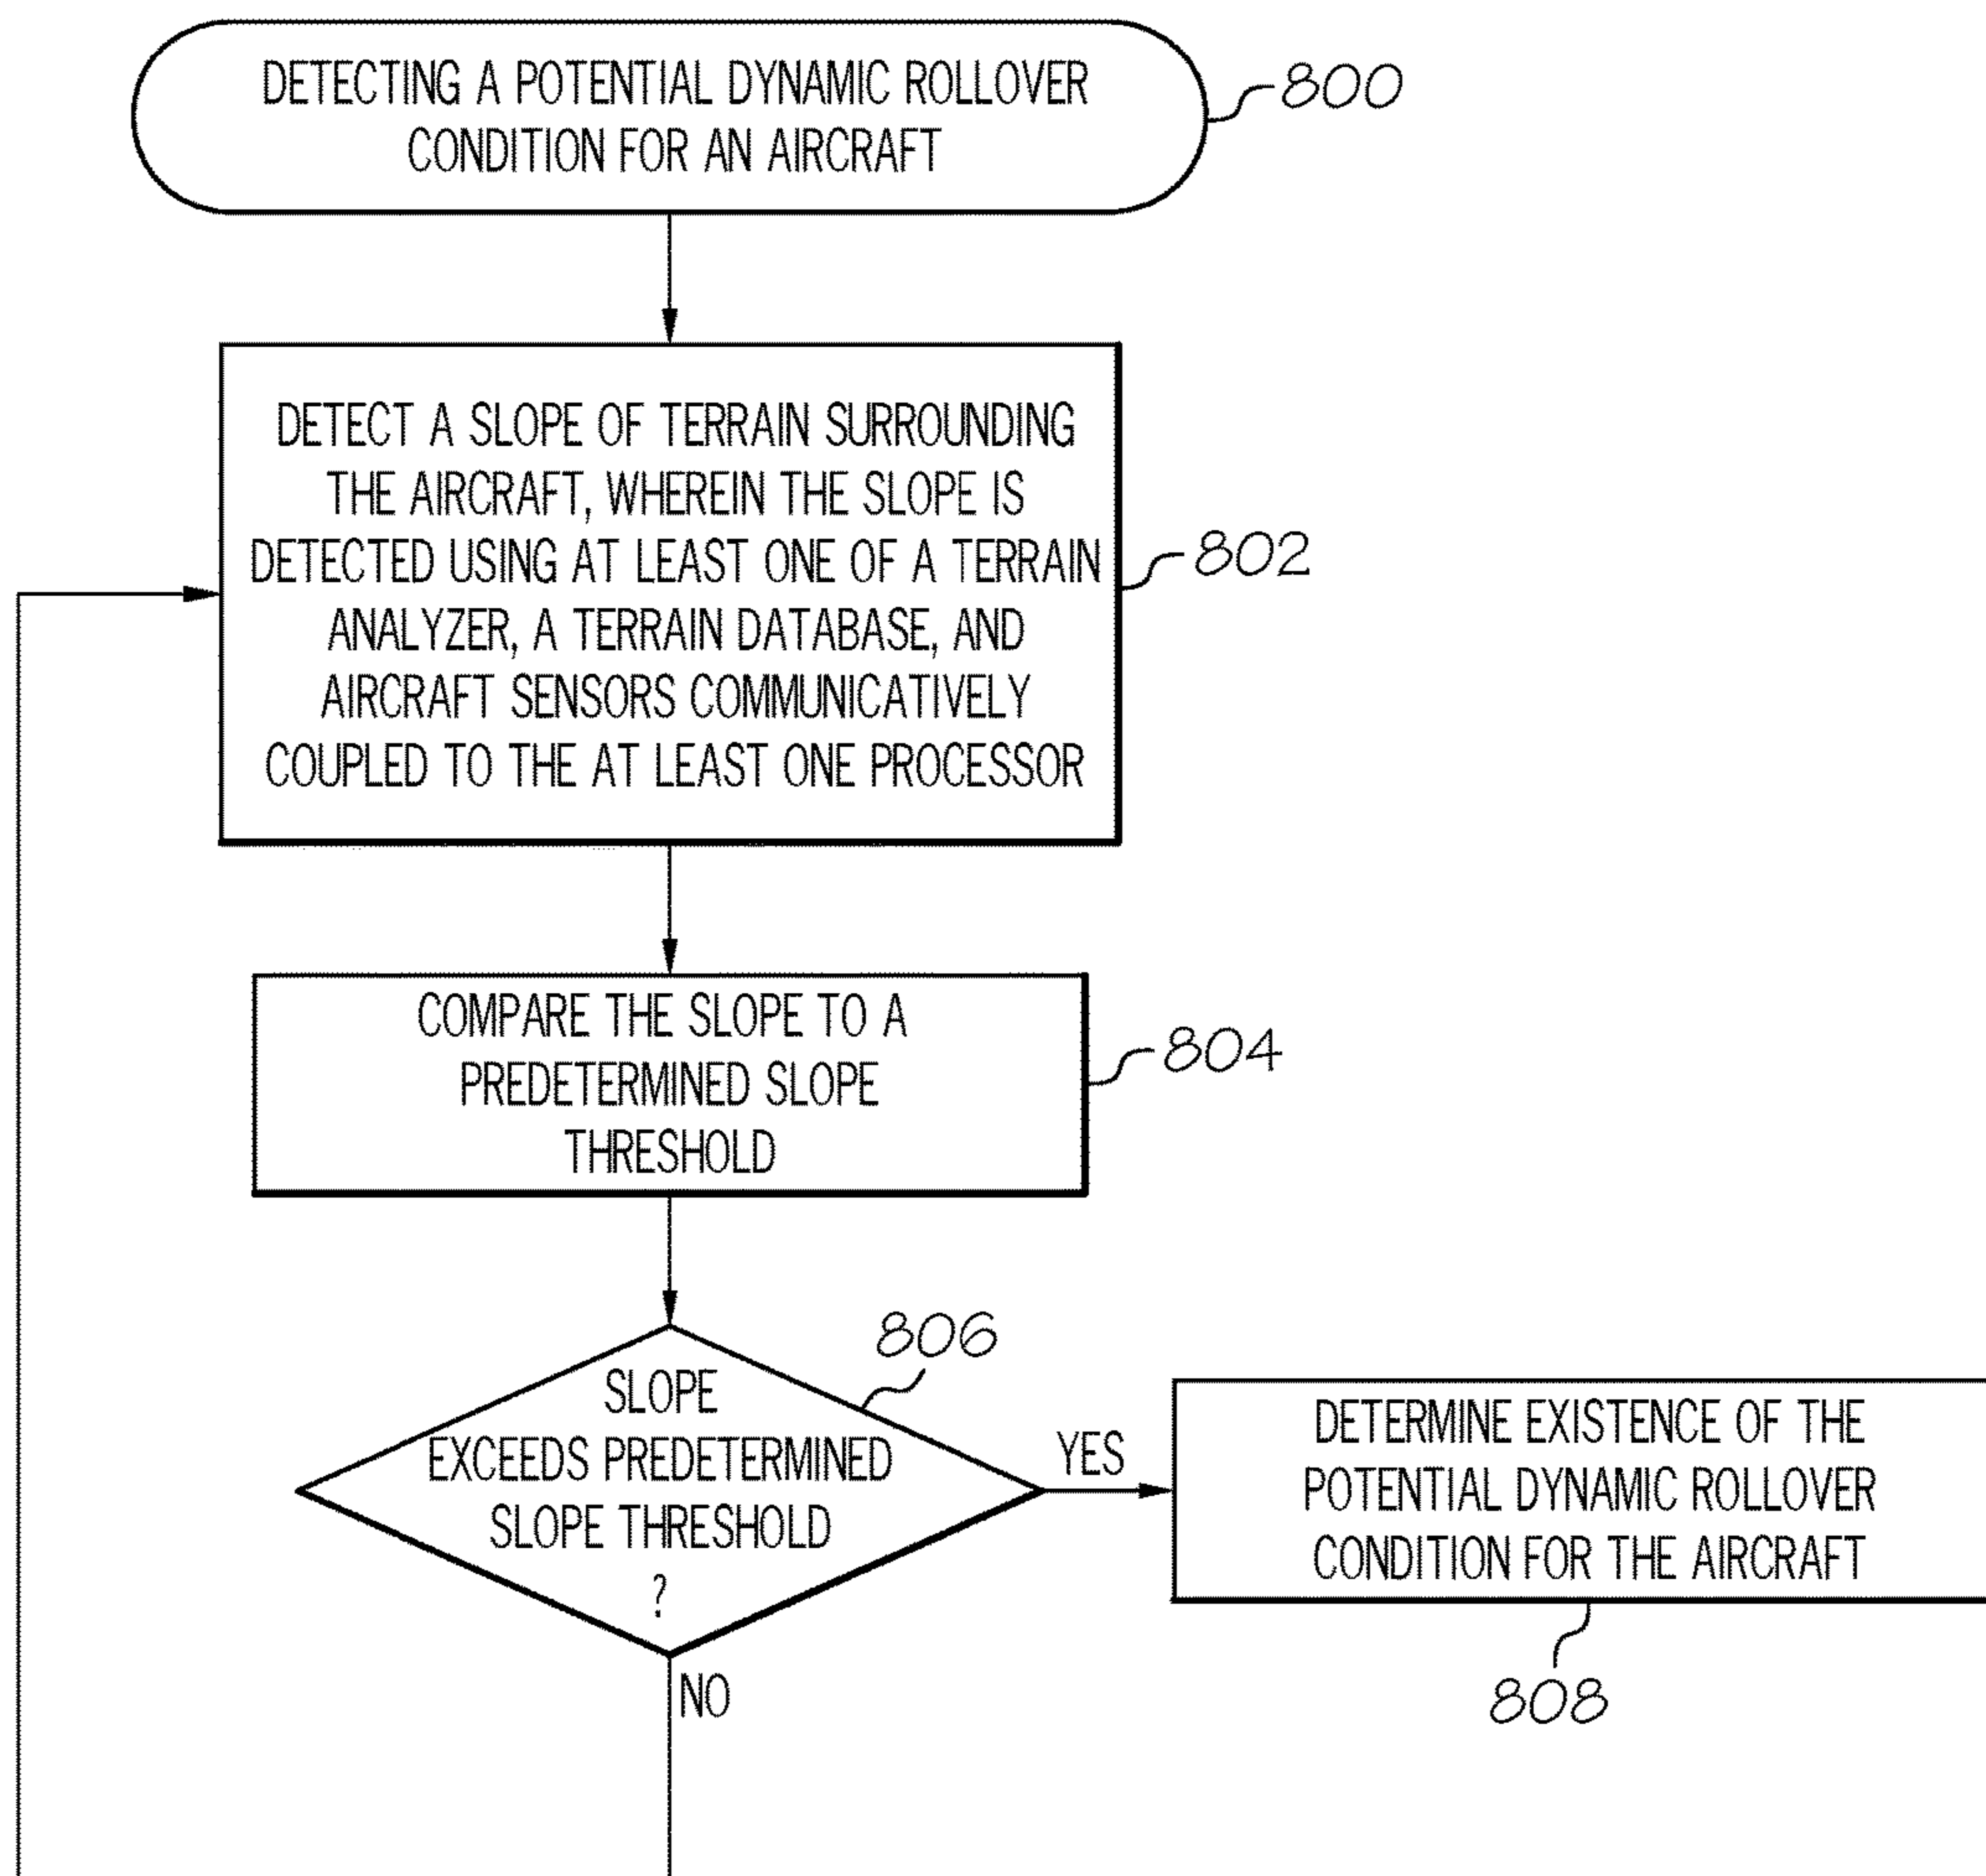 DETECTING A POTENTIAL DYNAMIC ROLLOVER
CONDITION FOR AN AIRCRAFT
800
DETECT A SLOPE OF TERRAIN SURROUNDING
THE AIRCRAFT, WHEREIN THE SLOPE IS
DETECTED USING AT LEAST ONE OF A TERRAIN
ANALYZER, A TERRAIN DATABASE, AND
AIRCRAFT SENSORS COMMUNICATIVELY
COUPLED TO THE AT LEAST ONE PROCESSOR
802
COMPARE THE SLOPE TO A
PREDETERMINED SLOPE
THRESHOLD
804
806
SLOPE
EXCEEDS PREDETERMINED
SLOPE THRESHOLD
?
YES
NO
DETERMINE EXISTENCE OF THE
POTENTIAL DYNAMIC ROLLOVER
CONDITION FOR THE AIRCRAFT
808